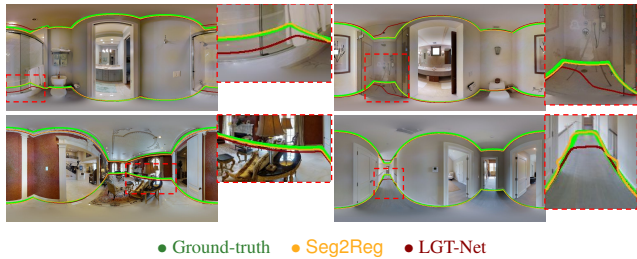 ● Ground-truth ● Seg2Reg ● LGT-Net